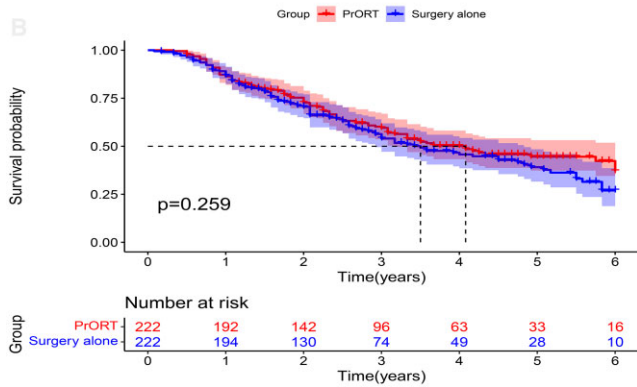 B
Group PrORT Surgery alone
Survival probability
1.00
0.75
0.50
0.25
0.00
p=0.259
0 1 2 3 4 5 6
Time(years)
Number at risk
Group
PrORT 222 192 142 96 63 33 16
Surgery alone 222 194 130 74 49 28 10
0 1 2 3 4 5 6
Time(years)